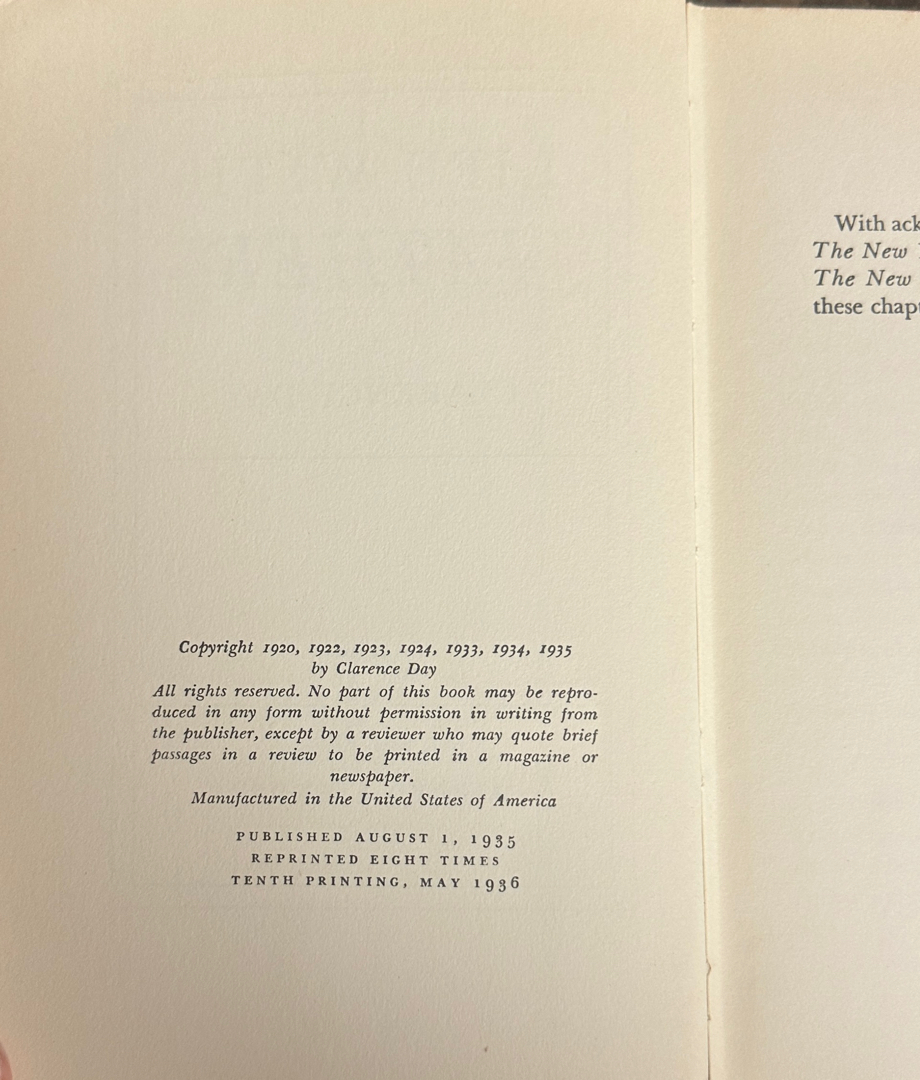 Copyright 1920, 1922, 1923, 1924, 1933, 1934, 1935
by Clarence Day
All rights reserved. No part of this book may be repro-
duced in any form without permission in writing from
the publisher, except by a reviewer who may quote brief
passages in a review to be printed in a magazine or
newspaper.
Manufactured in the United States of America
PUBLISHED AUGUST 1, 1935
REPRINTED EIGHT TIMES
TENTH PRINTING, MAY 1936
With ack
The New
The New
these chap